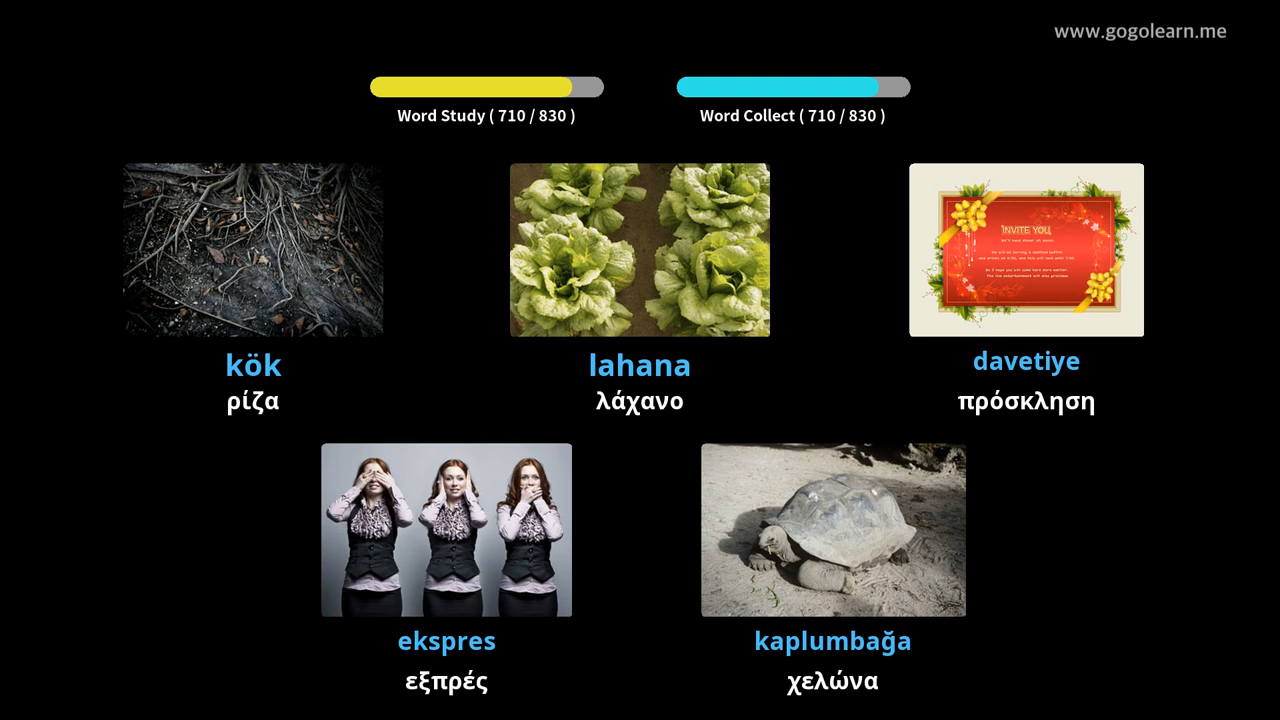 www.gogolearn.me
Word Study ( 710 / 830 )
Word Collect ( 710 / 830 )
INVITE YOU
kök
lahana
davetiye
ρίζα
λάχανο
πρόσκληση
ekspres
kaplumbağa
εξπρές
χελώνα